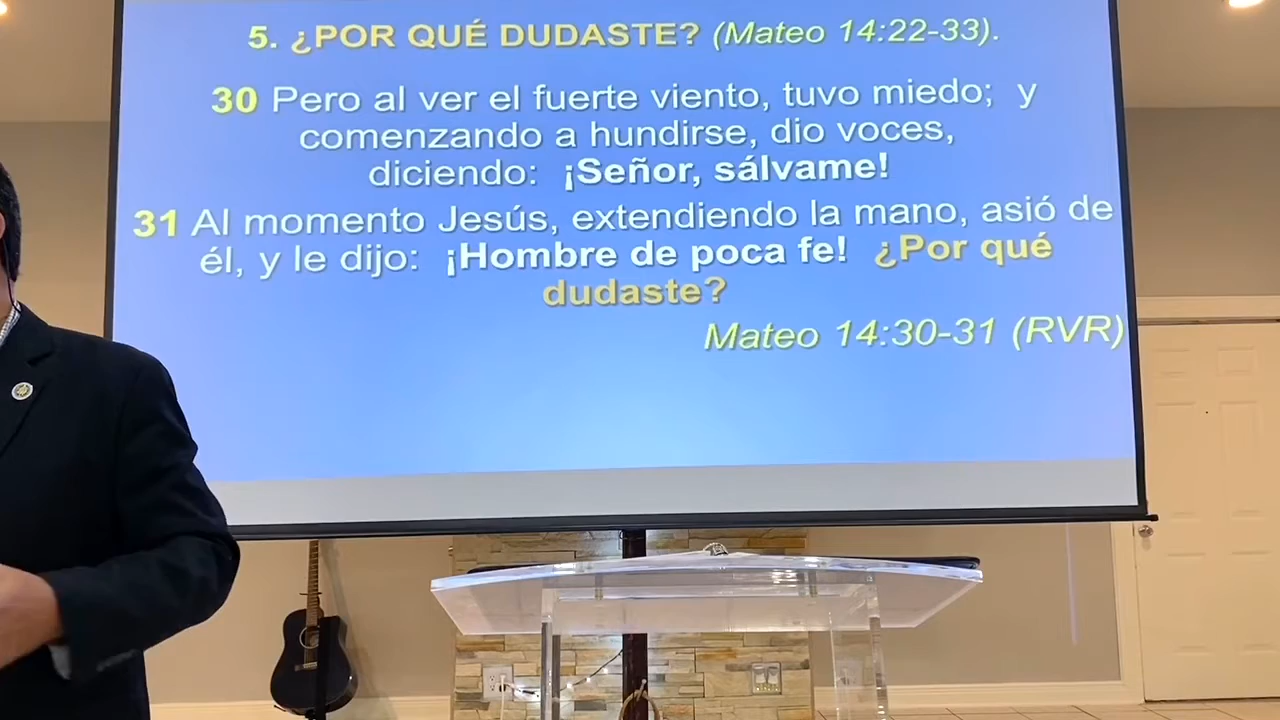 5. ¿POR QUÉ DUDASTE? (Mateo 14:22-33).
30 Pero al ver el fuerte viento, tuvo miedo; y
comenzando a hundirse, dio voces,
diciendo: ¡Señor, sálvame!
31 Al momento Jesús, extendiendo la mano, asió de
él, y le dijo: ¡Hombre de poca fe! ¿Por qué
dudaste?
Mateo 14:30-31 (RVR)